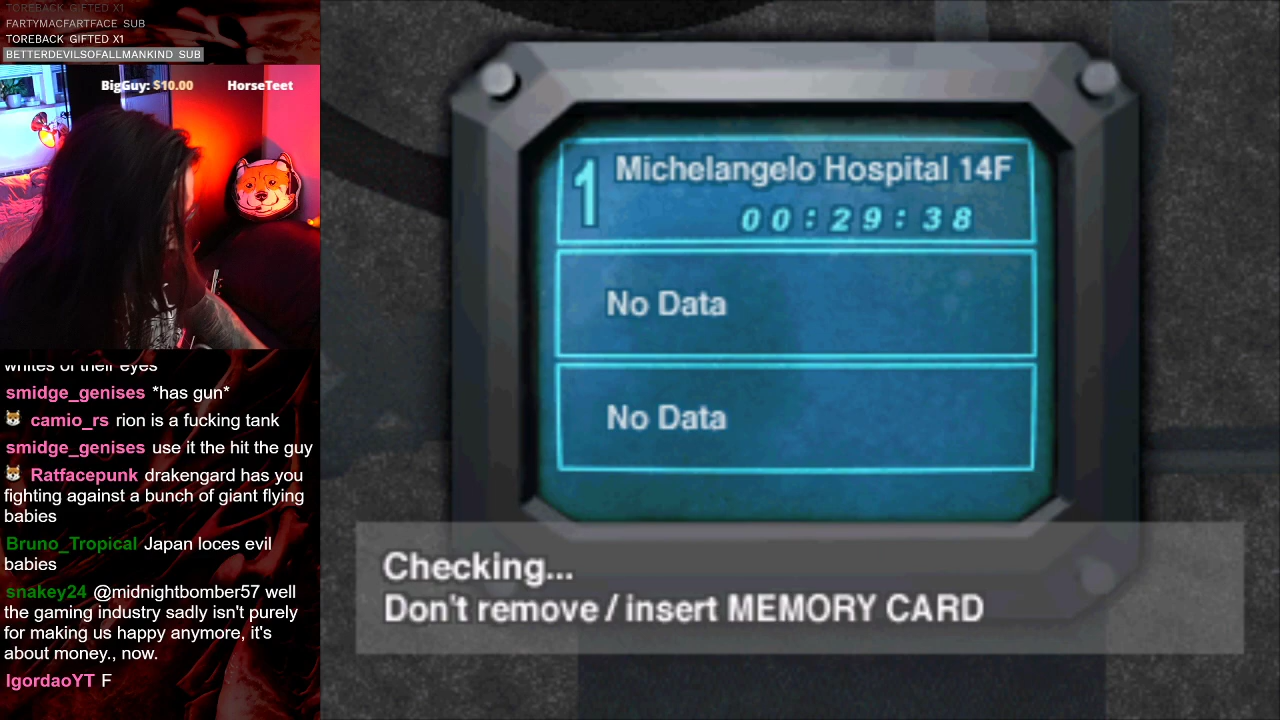 TOREBACK GIFTED X1
FARTYMACFARTFACE SUB
TOREBACK GIFTED X1
BETTERDEVILSOFALLMANKIND SUB
BigGuy: $10.00 HorseTeet
whites of their eyes
smidge_genises *has gun*
camio_rs rion is a fucking tank
smidge_genises use it the hit the guy
Ratfacepunk drakengard has you
fighting against a bunch of giant flying
babies
Bruno_Tropical Japan loces evil
babies
snakey24 @midnightbomber57 well
the gaming industry sadly isn't purely
for making us happy anymore, it's
about money., now.
IgordaoYT F
1 Michelangelo Hospital 14F
00:29:38
No Data
No Data
Checking...
Don't remove / insert MEMORY CARD